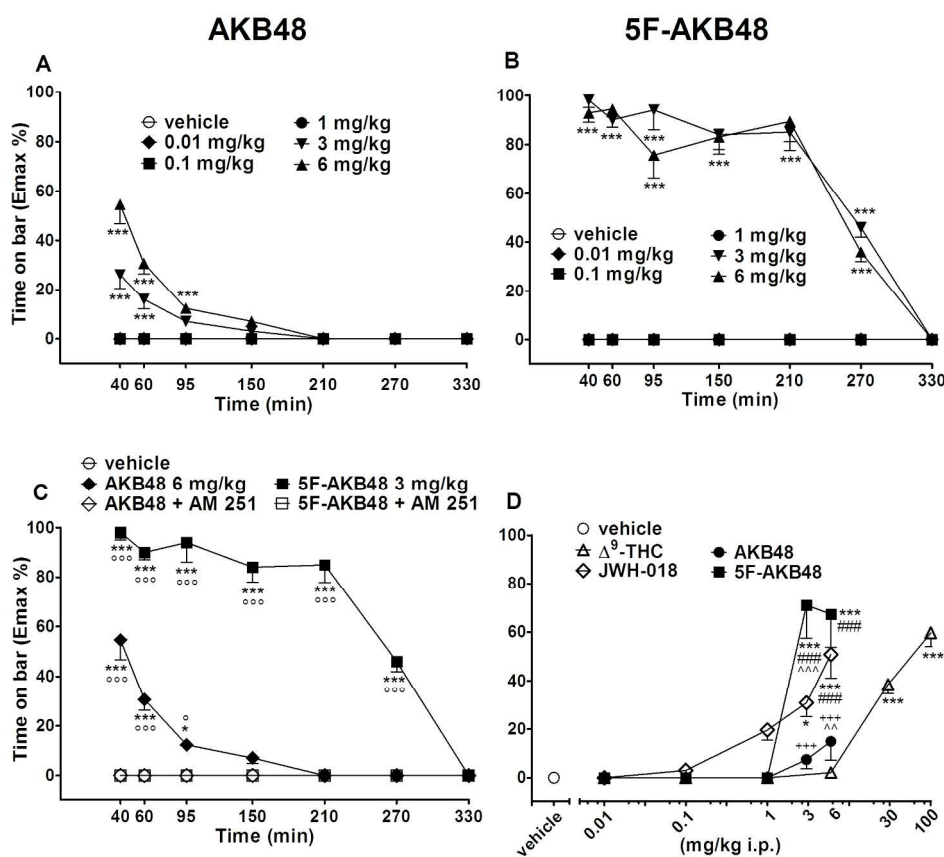 AKB48
5F-AKB48
A
Time on bar (Emax %)
100
80
60
40
20
0
vehicle
0.01 mg/kg
0.1 mg/kg
1 mg/kg
3 mg/kg
6 mg/kg
***
***
***
***
***
40 60 95 150 210 270 330
Time (min)
B
100
80
60
40
20
0
*** *** *** *** ***
***
***
***
vehicle
0.01 mg/kg
0.1 mg/kg
1 mg/kg
3 mg/kg
6 mg/kg
40 60 95 150 210 270 330
Time (min)
C
vehicle
AKB48 6 mg/kg
AKB48 + AM 251
5F-AKB48 3 mg/kg
5F-AKB48 + AM 251
Time on bar (Emax %)
100
80
60
40
20
0
*** *** *** *** ***
°°° °°° °°° °°° °°°
***
°°°
***
°°°
***
°°°
°
*
40 60 95 150 210 270 330
Time (min)
D
vehicle
Δ⁹-THC
JWH-018
AKB48
5F-AKB48
100
80
60
40
20
0
***
###
^^^
***
###
***
###
*
+++
+++
^^
***
***
vehicle
0.01
0.1
1
3
6
30
100
(mg/kg i.p.)